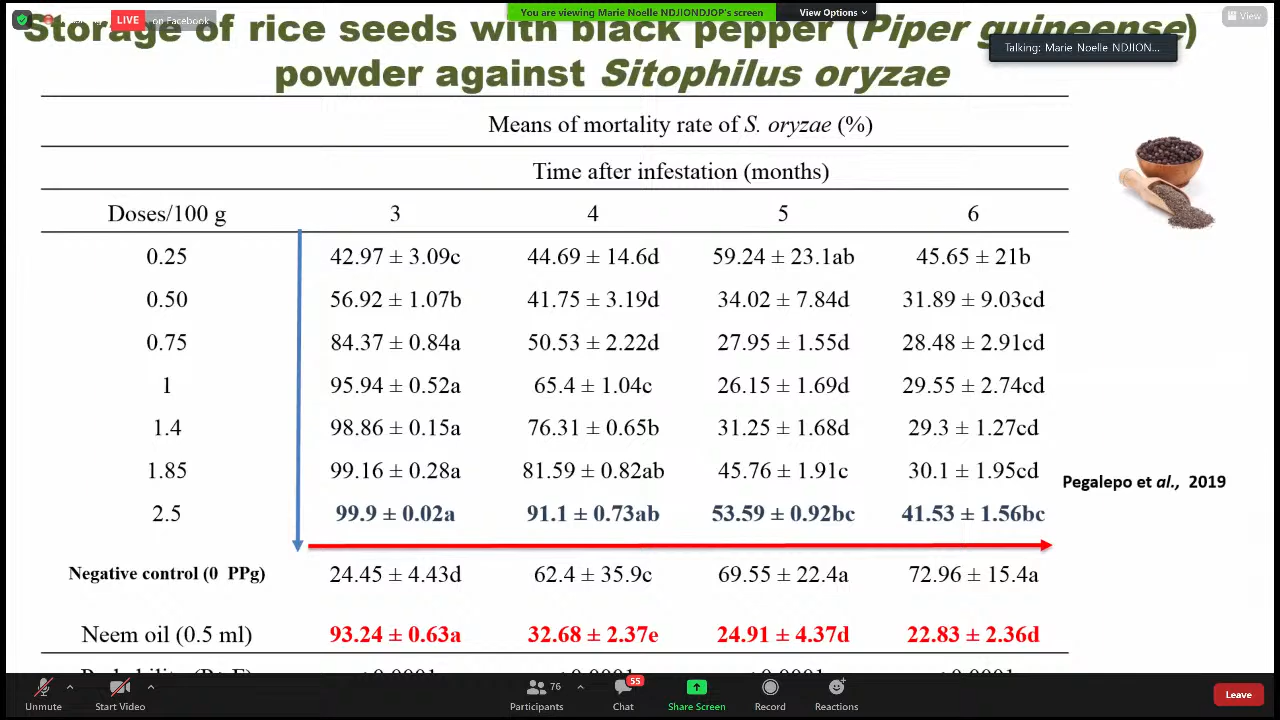 LIVE on Facebook
You are viewing Marie Noelle NDJIONDJOP's screen
View Options
View
Storage of rice seeds with black pepper (Piper guineense)
Talking: Marie Noelle NDJION...
powder against Sitophilus oryzae
Means of mortality rate of S. oryzae (%)
Time after infestation (months)
Doses/100 g 3 4 5 6
0.25 42.97 ± 3.09c 44.69 ± 14.6d 59.24 ± 23.1ab 45.65 ± 21b
0.50 56.92 ± 1.07b 41.75 ± 3.19d 34.02 ± 7.84d 31.89 ± 9.03cd
0.75 84.37 ± 0.84a 50.53 ± 2.22d 27.95 ± 1.55d 28.48 ± 2.91cd
1 95.94 ± 0.52a 65.4 ± 1.04c 26.15 ± 1.69d 29.55 ± 2.74cd
1.4 98.86 ± 0.15a 76.31 ± 0.65b 31.25 ± 1.68d 29.3 ± 1.27cd
1.85 99.16 ± 0.28a 81.59 ± 0.82ab 45.76 ± 1.91c 30.1 ± 1.95cd
Pegalepo et al., 2019
2.5 99.9 ± 0.02a 91.1 ± 0.73ab 53.59 ± 0.92bc 41.53 ± 1.56bc
Negative control (0 PPg) 24.45 ± 4.43d 62.4 ± 35.9c 69.55 ± 22.4a 72.96 ± 15.4a
Neem oil (0.5 ml) 93.24 ± 0.63a 32.68 ± 2.37e 24.91 ± 4.37d 22.83 ± 2.36d
55
76
Unmute Start Video Participants Chat Share Screen Record Reactions Leave